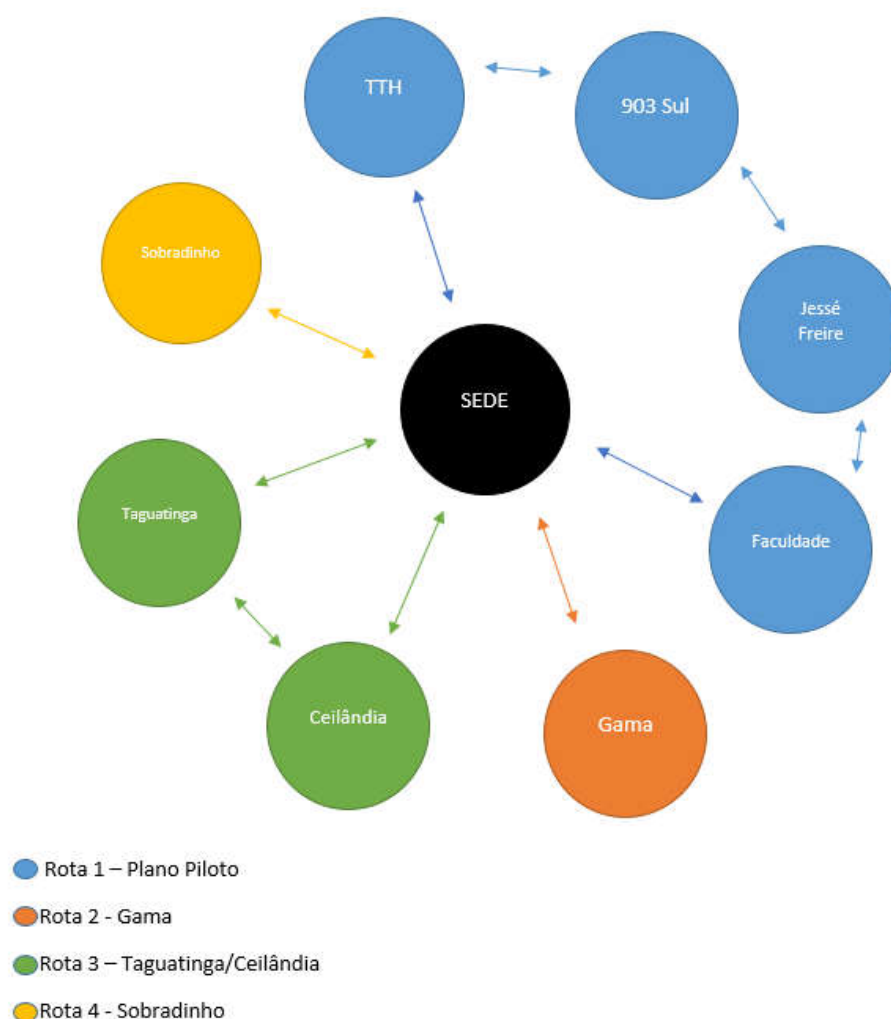 TTH
903 Sul
Sobradinho
Jessé
Freire
SEDE
Taguatinga
Faculdade
Ceilândia
Gama
Rota 1 – Plano Piloto
Rota 2 - Gama
Rota 3 – Taguatinga/Ceilândia
Rota 4 - Sobradinho